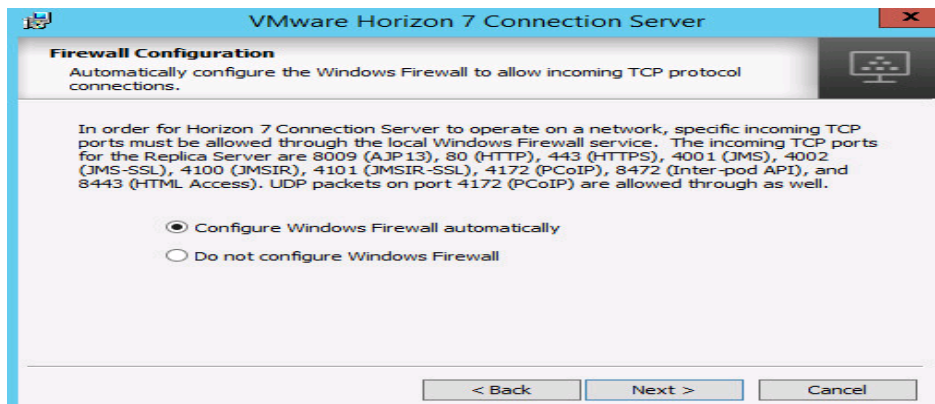 VMware Horizon 7 Connection Server
Firewall Configuration
Automatically configure the Windows Firewall to allow incoming TCP protocol
connections.
In order for Horizon 7 Connection Server to operate on a network, specific incoming TCP
ports must be allowed through the local Windows Firewall service. The incoming TCP ports
for the Replica Server are 8009 (AJP13), 80 (HTTP), 443 (HTTPS), 4001 (JMS), 4002
(JMS-SSL), 4100 (JMSIR), 4101 (JMSIR-SSL), 4172 (PCoIP), 8472 (Inter-pod API), and
8443 (HTML Access). UDP packets on port 4172 (PCoIP) are allowed through as well.
Configure Windows Firewall automatically
Do not configure Windows Firewall
< Back
Next >
Cancel